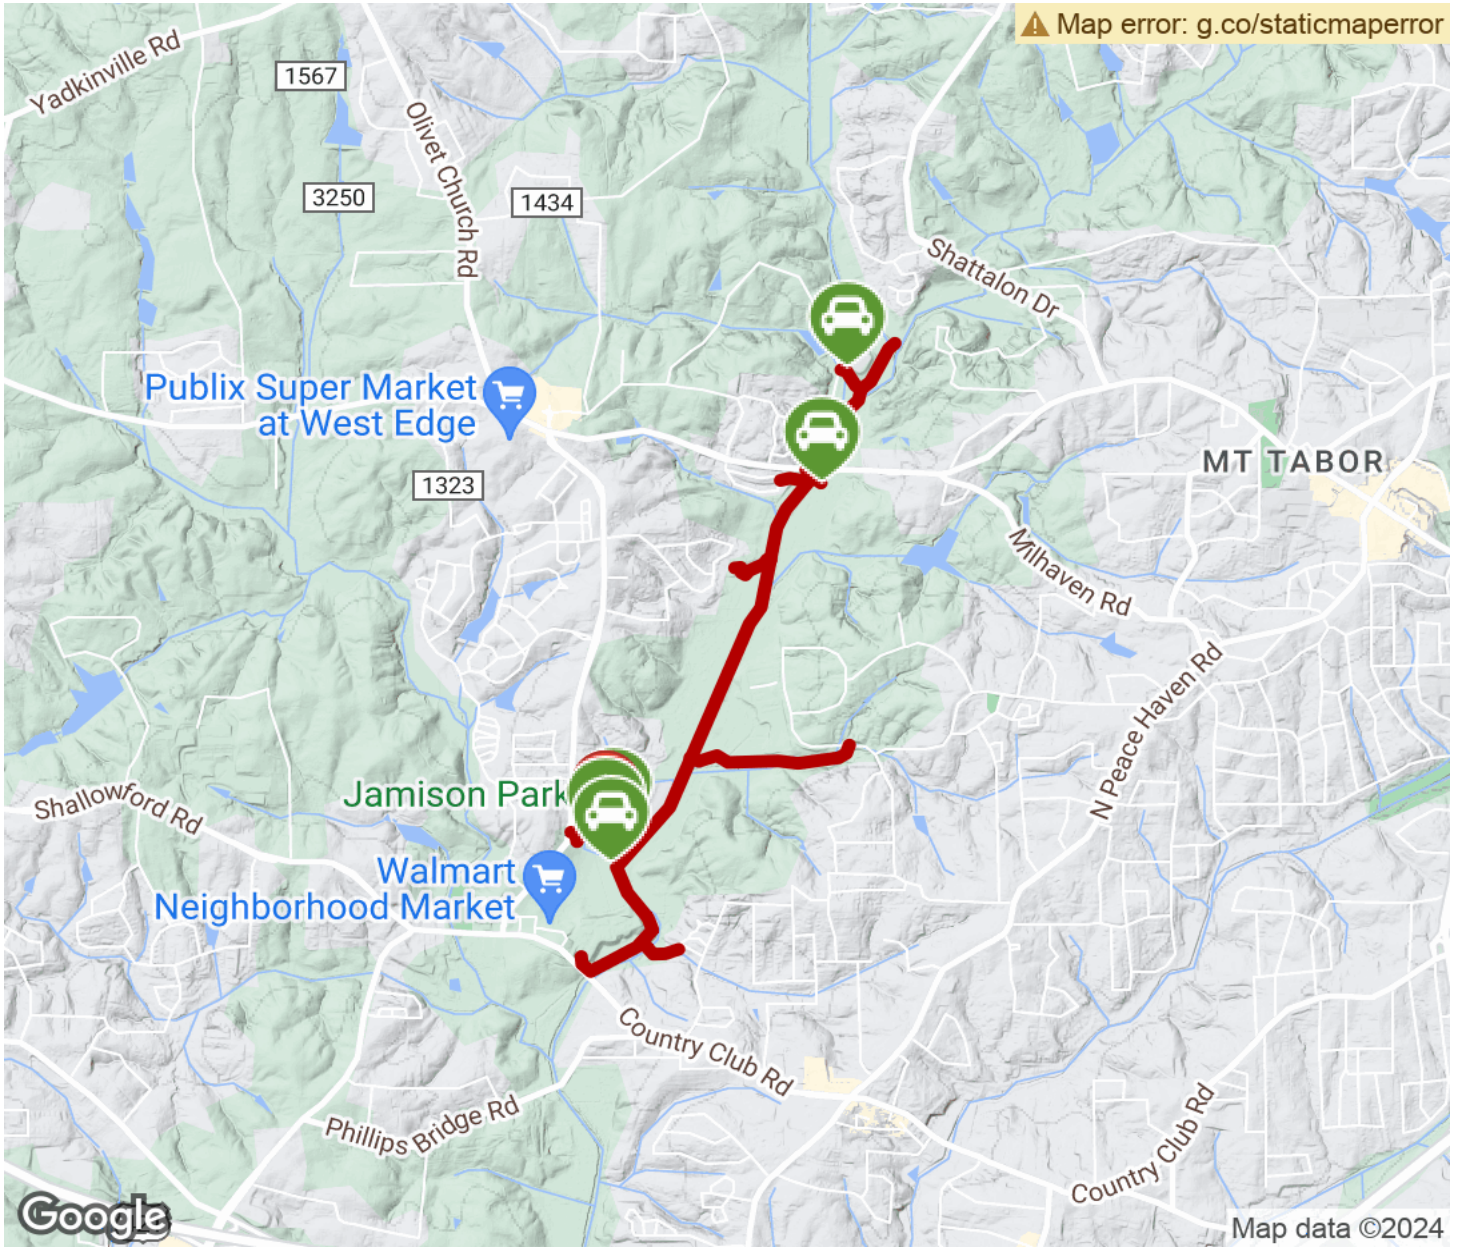 Map error: g.co/staticmaperror
Yadkinville Rd
1567
Olivet Church Rd
3250
1434
Shattalon Dr
Publix Super Market
at West Edge
MT TABOR
1323
Milhaven Rd
N Peace Haven Rd
Jamison Park
Shallowford Rd
Walmart
Neighborhood Market
Country Club Rd
Phillips Bridge Rd
Country Club Rd
Google
Map data ©2024